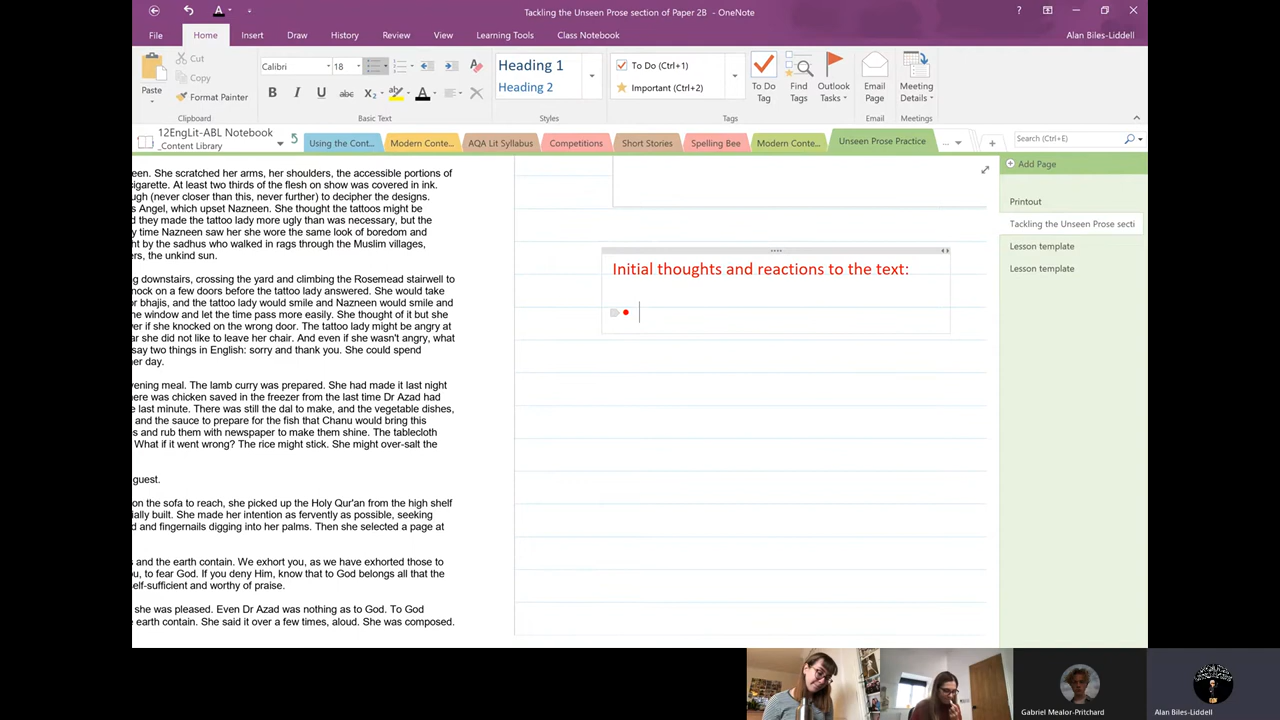 Tackling the Unseen Prose section of Paper 2B - OneNote
Alan Biles-Liddell
File Home Insert Draw History Review View Learning Tools Class Notebook
Paste
Cut
Copy
Format Painter
Clipboard
Calibri 18
B I U abc X₂ A
Basic Text
Heading 1
Heading 2
Styles
To Do (Ctrl+1)
Important (Ctrl+2)
Tags
To Do Tag
Find Tags
Outlook Tasks
Email Page
Email
Meeting Details
Meetings
12EngLit-ABL Notebook
_Content Library
Using the Cont... Modern Conte... AQA Lit Syllabus Competitions Short Stories Spelling Bee Modern Conte... Unseen Prose Practice ...
Search (Ctrl+E)
Add Page
Printout
Tackling the Unseen Prose secti
Lesson template
Lesson template
een. She scratched her arms, her shoulders, the accessible portions of
cigarette. At least two thirds of the flesh on show was covered in ink.
ugh (never closer than this, never further) to decipher the designs.
s Angel, which upset Nazneen. She thought the tattoos might be
d they made the tattoo lady more ugly than was necessary, but the
y time Nazneen saw her she wore the same look of boredom and
ht by the sadhus who walked in rags through the Muslim villages,
ers, the unkind sun.
ng downstairs, crossing the yard and climbing the Rosemead stairwell to
nock on a few doors before the tattoo lady answered. She would take
or bhajis, and the tattoo lady would smile and Nazneen would smile and
he window and let the time pass more easily. She thought of it but she
ver if she knocked on the wrong door. The tattoo lady might be angry at
ar she did not like to leave her chair. And even if she wasn't angry, what
say two things in English: sorry and thank you. She could spend
her day.
vening meal. The lamb curry was prepared. She had made it last night
here was chicken saved in the freezer from the last time Dr Azad had
e last minute. There was still the dal to make, and the vegetable dishes,
and the sauce to prepare for the fish that Chanu would bring this
s and rub them with newspaper to make them shine. The tablecloth
What if it went wrong? The rice might stick. She might over-salt the
guest.
on the sofa to reach, she picked up the Holy Qur'an from the high shelf
ially built. She made her intention as fervently as possible, seeking
d and fingernails digging into her palms. Then she selected a page at
s and the earth contain. We exhort you, as we have exhorted those to
u, to fear God. If you deny Him, know that to God belongs all that the
self-sufficient and worthy of praise.
she was pleased. Even Dr Azad was nothing as to God. To God
e earth contain. She said it over a few times, aloud. She was composed.
Initial thoughts and reactions to the text:
Gabriel Mealor-Pritchard
Alan Biles-Liddell